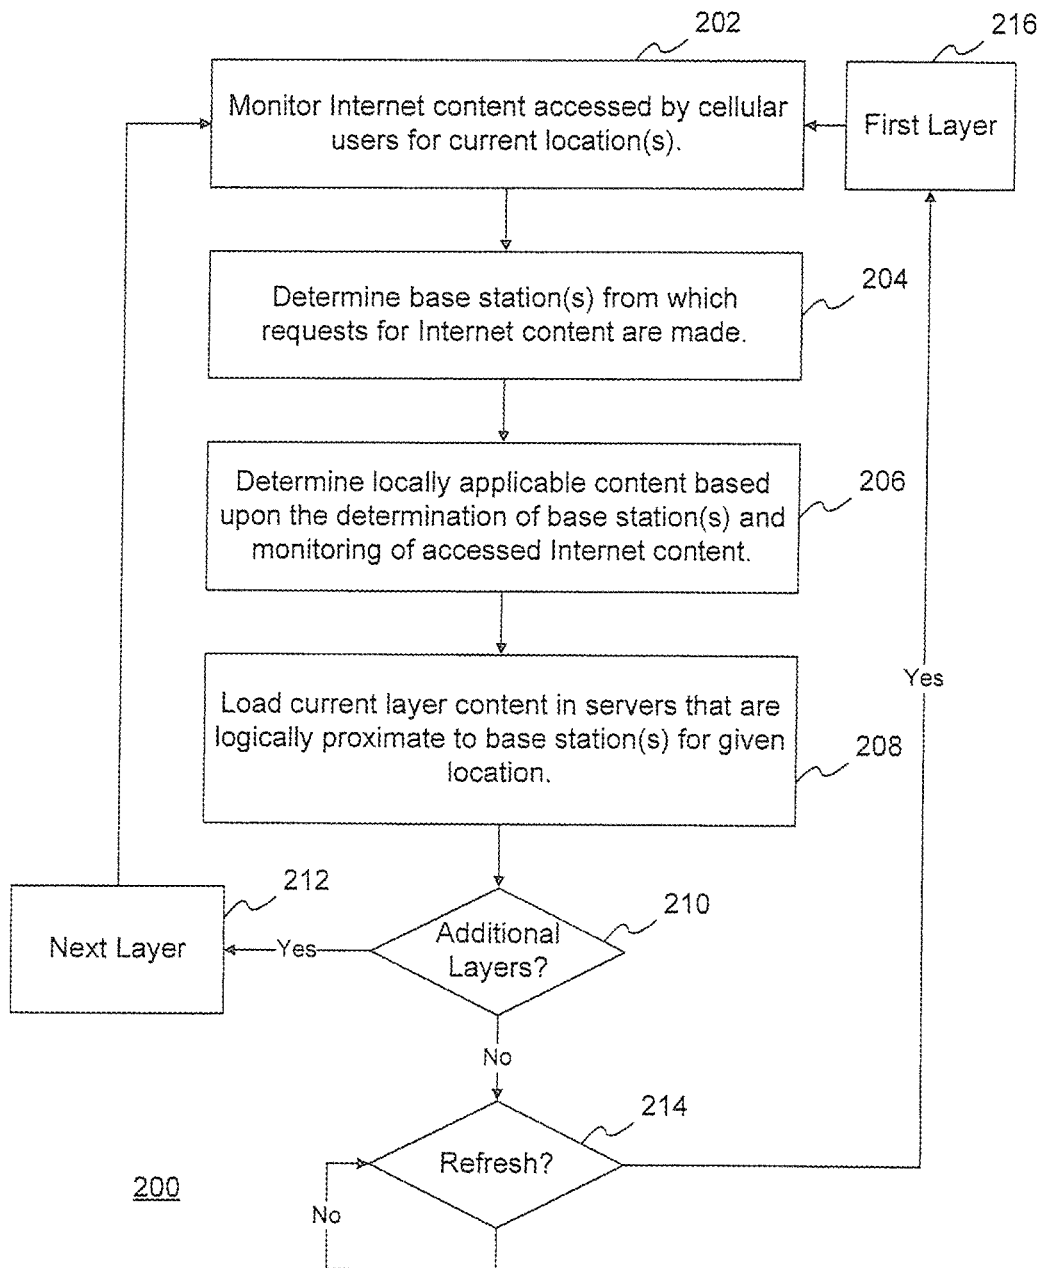 202
216
Monitor Internet content accessed by cellular
users for current location(s).
First Layer
204
Determine base station(s) from which
requests for Internet content are made.
206
Determine locally applicable content based
upon the determination of base station(s) and
monitoring of accessed Internet content.
Yes
Load current layer content in servers that are
logically proximate to base station(s) for given
location.
208
212
210
Next Layer
Yes
Additional
Layers?
No
214
Refresh?
200
No